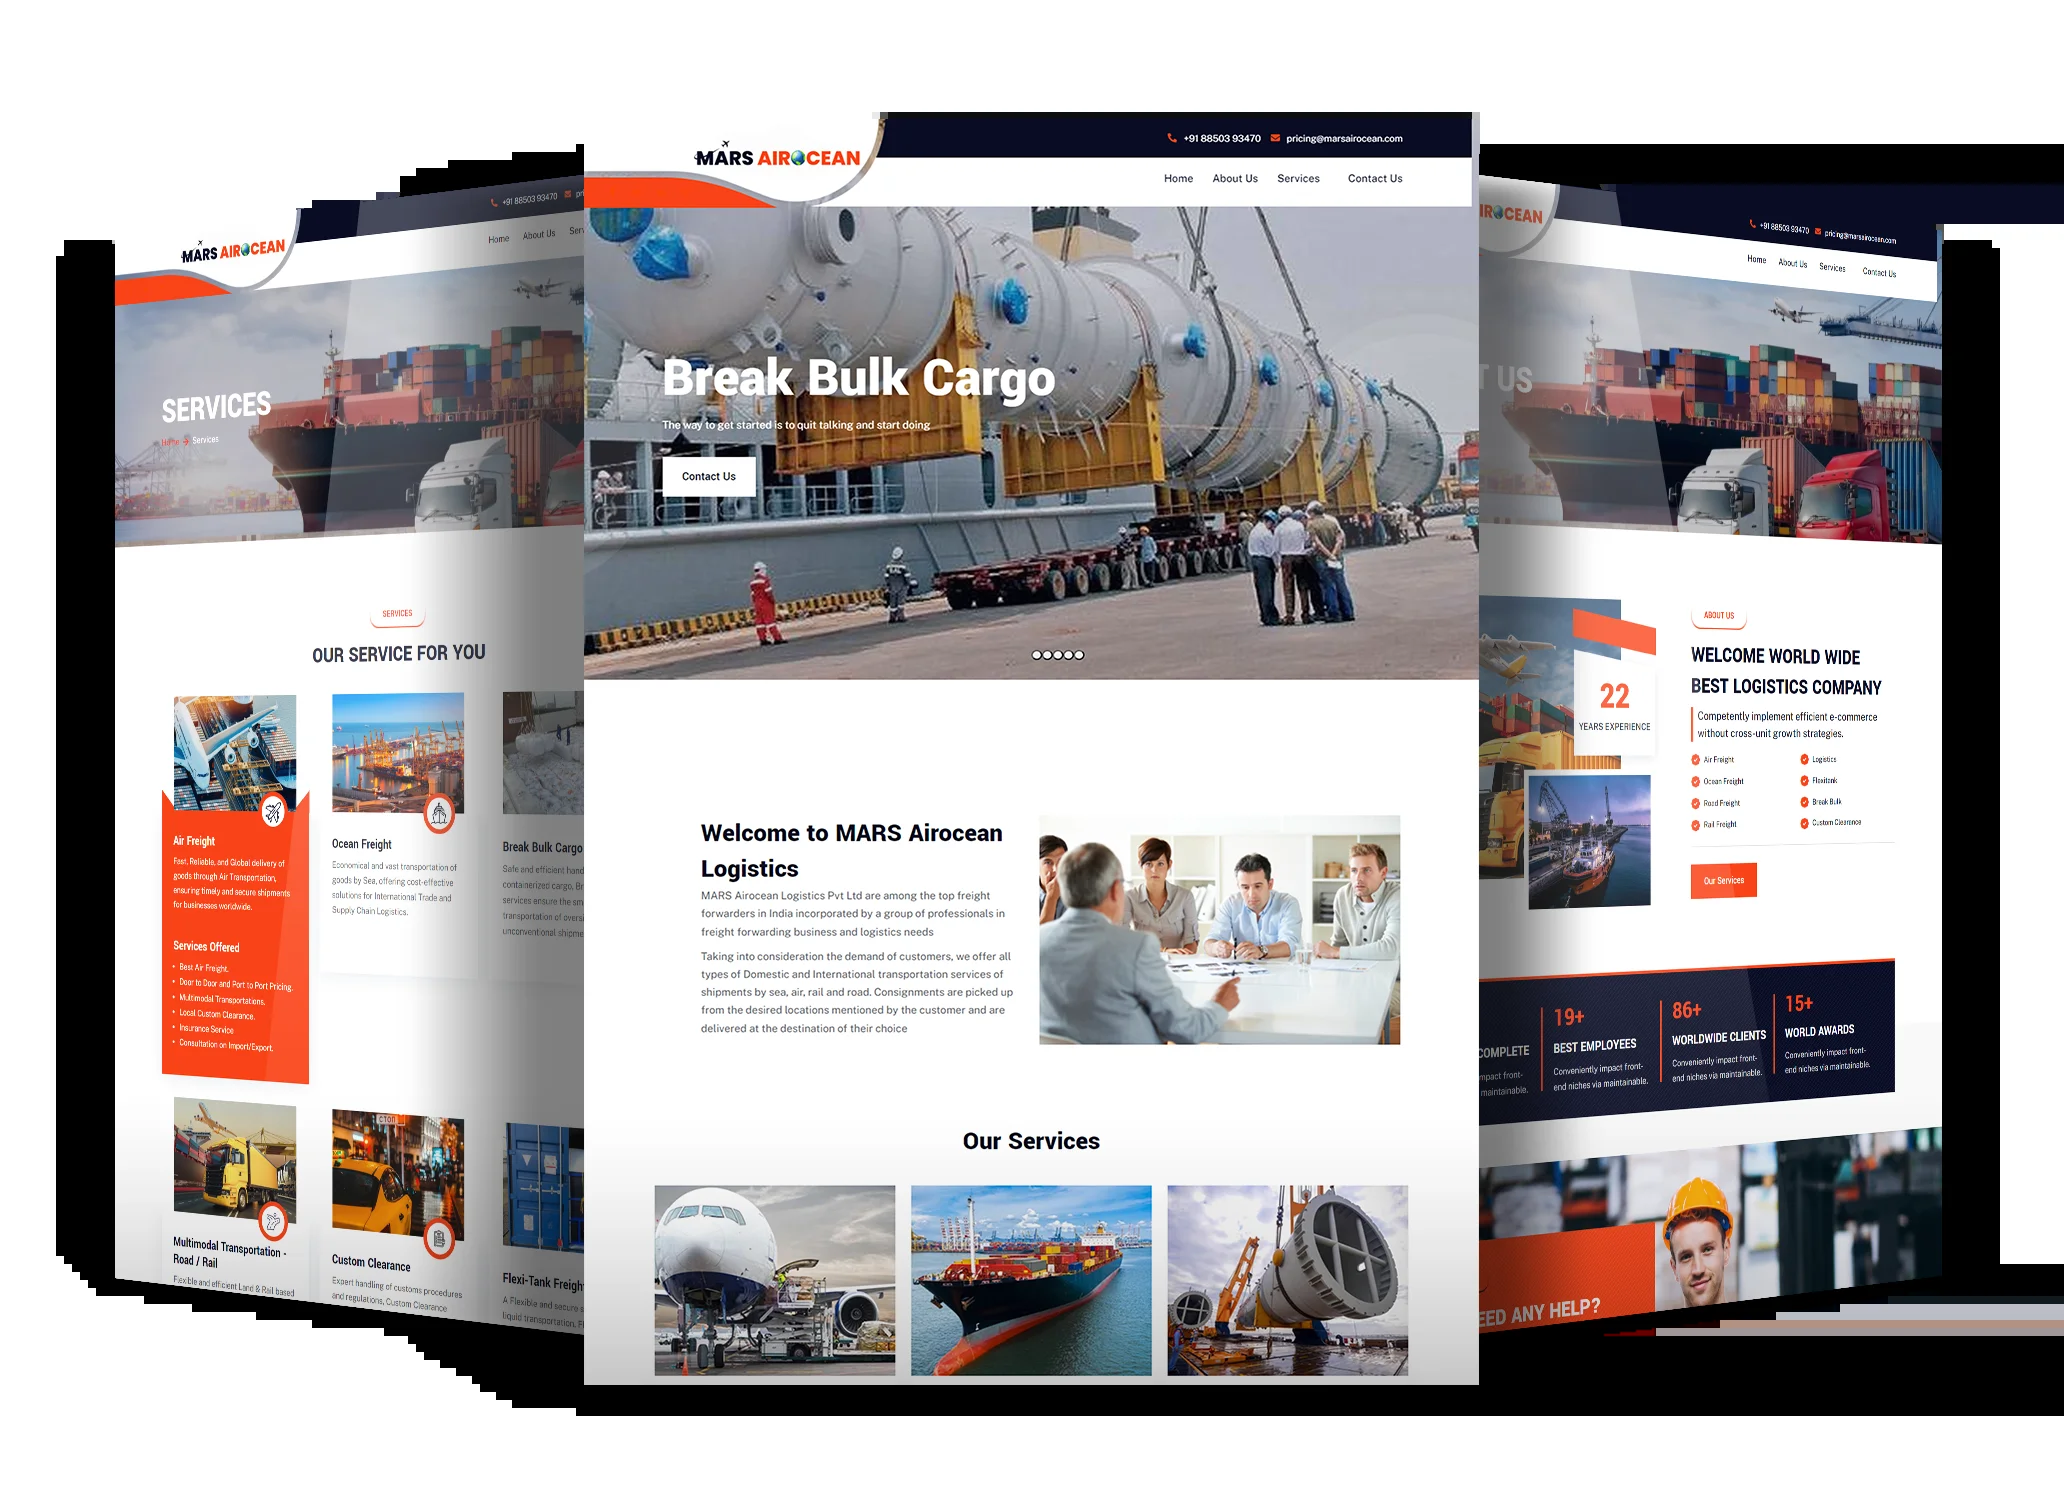 +91 88503 93470
MARS AIROCEAN
Home About Us
SERVICES
Home → Services
SERVICES
OUR SERVICE FOR YOU
Air Freight
Fast, Reliable, and Global delivery of
goods through Air Transportation,
ensuring timely and secure shipments
for businesses worldwide.
Services Offered
• Best Air Freight.
• Door to Door and Port to Port Pricing.
• Multimodal Transportations.
• Local Custom Clearance.
• Insurance Service
• Consultation on Import/Export.
Ocean Freight
Economical and vast transportation of
goods by Sea, offering cost-effective
solutions for International Trade and
Supply Chain Logistics.
Break Bulk Cargo
Safe and efficient hand
containerized cargo, Br
services ensure the sm
transportation of oversi
unconventional shipme
Multimodal Transportation -
Road / Rail
Flexible and efficient Land & Rail based
Custom Clearance
Expert handling of customs procedures
and regulations, Custom Clearance
Flexi-Tank Freigh
A Flexible and secure s
liquid transportation, Fl
+91 88503 93470 pricing@marsairocean.com
MARS AIROCEAN
Home About Us Services Contact Us
Break Bulk Cargo
The way to get started is to quit talking and start doing
Contact Us
Welcome to MARS Airocean
Logistics
MARS Airocean Logistics Pvt Ltd are among the top freight
forwarders in India incorporated by a group of professionals in
freight forwarding business and logistics needs
Taking into consideration the demand of customers, we offer all
types of Domestic and International transportation services of
shipments by sea, air, rail and road. Consignments are picked up
from the desired locations mentioned by the customer and are
delivered at the destination of their choice
Our Services
IROCEAN
+91 88503 93470 pricing@marsairocean.com
Home About Us Services Contact Us
T US
22
YEARS EXPERIENCE
ABOUT US
WELCOME WORLD WIDE
BEST LOGISTICS COMPANY
Competently implement efficient e-commerce
without cross-unit growth strategies.
Air Freight Logistics
Ocean Freight Flexitank
Road Freight Break Bulk
Rail Freight Custom Clearance
Our Services
COMPLETE
impact front-
maintainable.
19+
BEST EMPLOYEES
Conveniently impact front-
end niches via maintainable.
86+
WORLDWIDE CLIENTS
Conveniently impact front-
end niches via maintainable.
15+
WORLD AWARDS
Conveniently impact front-
end niches via maintainable.
EED ANY HELP?